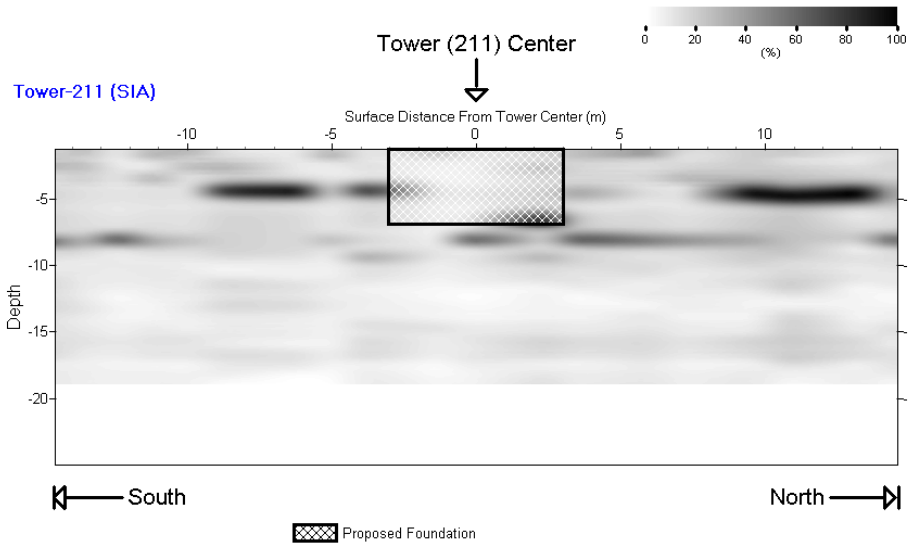 0 20 40 60 80 100
(%)
Tower (211) Center
Tower-211 (SIA)
Surface Distance From Tower Center (m)
-10 -5 0 5 10
-5
-10
-15
-20
Depth
South North
Proposed Foundation